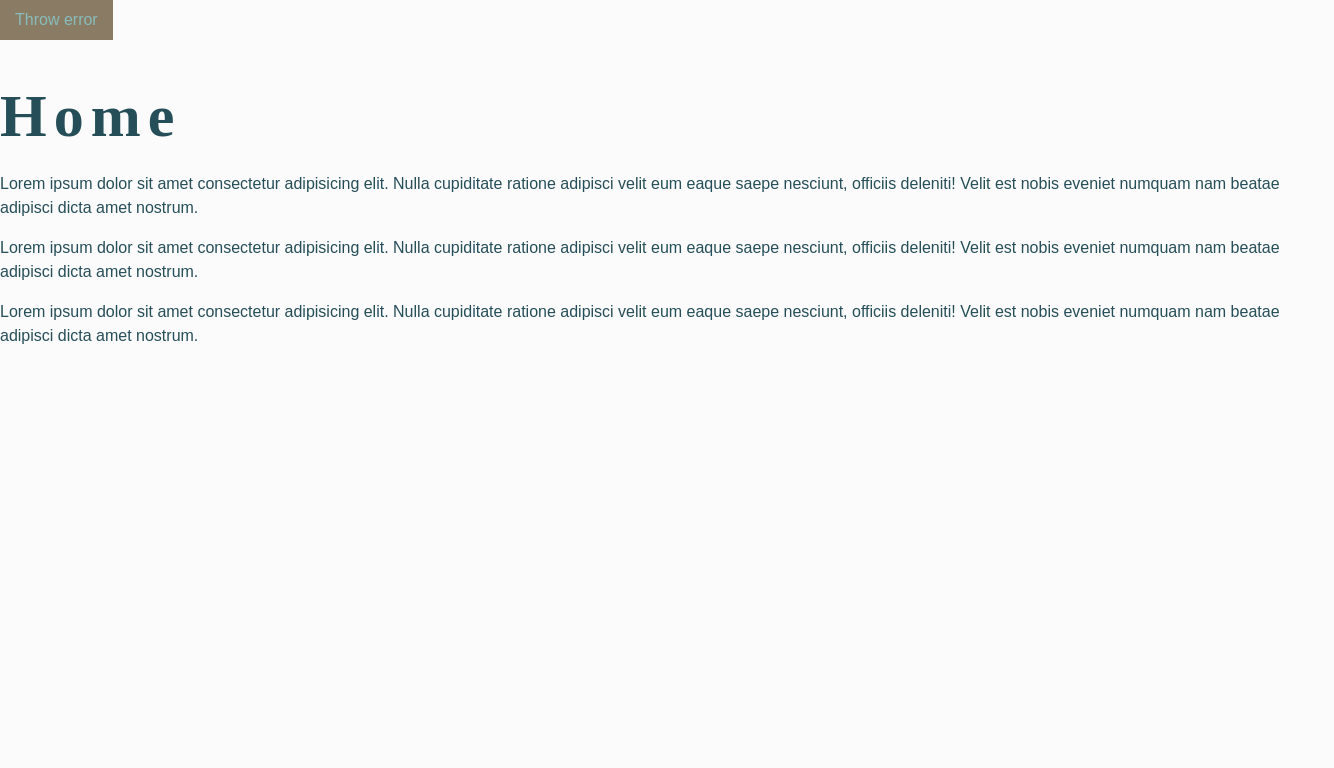 Throw error
Home
Lorem ipsum dolor sit amet consectetur adipisicing elit. Nulla cupiditate ratione adipisci velit eum eaque saepe nesciunt, officiis deleniti! Velit est nobis eveniet numquam nam beatae
adipisci dicta amet nostrum.
Lorem ipsum dolor sit amet consectetur adipisicing elit. Nulla cupiditate ratione adipisci velit eum eaque saepe nesciunt, officiis deleniti! Velit est nobis eveniet numquam nam beatae
adipisci dicta amet nostrum.
Lorem ipsum dolor sit amet consectetur adipisicing elit. Nulla cupiditate ratione adipisci velit eum eaque saepe nesciunt, officiis deleniti! Velit est nobis eveniet numquam nam beatae
adipisci dicta amet nostrum.